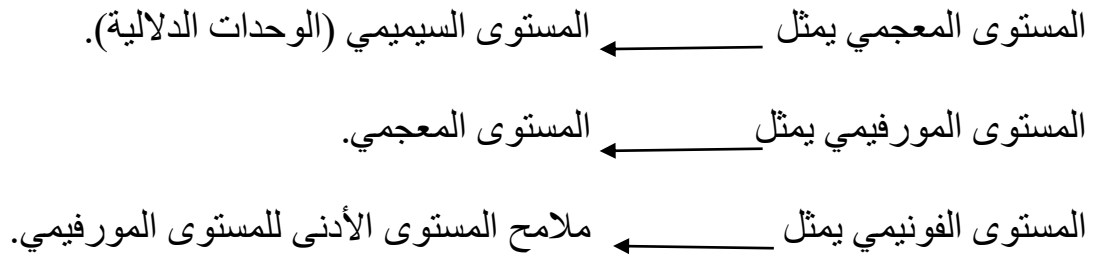 المستوى المعجمي يمثل ← المستوى السيميمي (الوحدات الدلالية).
المستوى المورفيمي يمثل ← المستوى المعجمي.
المستوى الفونيمي يمثل ← ملامح المستوى الأدنى للمستوى المورفيمي.